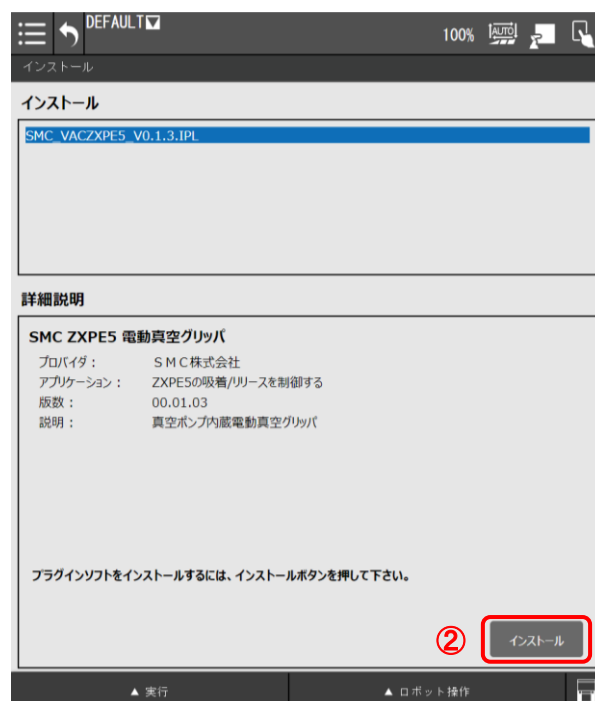 DEFAULT
100% AUTO
インストール
インストール
SMC_VACZXPE5_V0.1.3.IPL
詳細説明
SMC ZXPE5 電動真空グリッパ
プロバイダ： ＳＭＣ株式会社
アプリケーション： ZXPE5の吸着/リリースを制御する
版数： 00.01.03
説明： 真空ポンプ内蔵電動真空グリッパ
プラグインソフトをインストールするには、インストールボタンを押して下さい。
② インストール
▲ 実行 ▲ ロボット操作